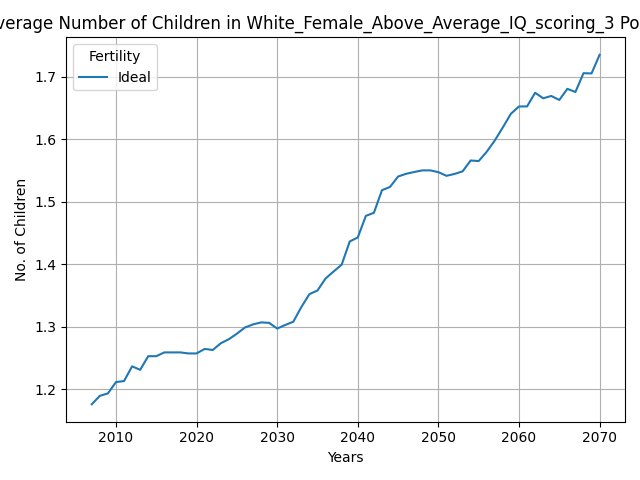 verage Number of Children in White_Female_Above_Average_IQ_scoring_3 Po
Fertility
Ideal
No. of Children
1.7
1.6
1.5
1.4
1.3
1.2
2010 2020 2030 2040 2050 2060 2070
Years